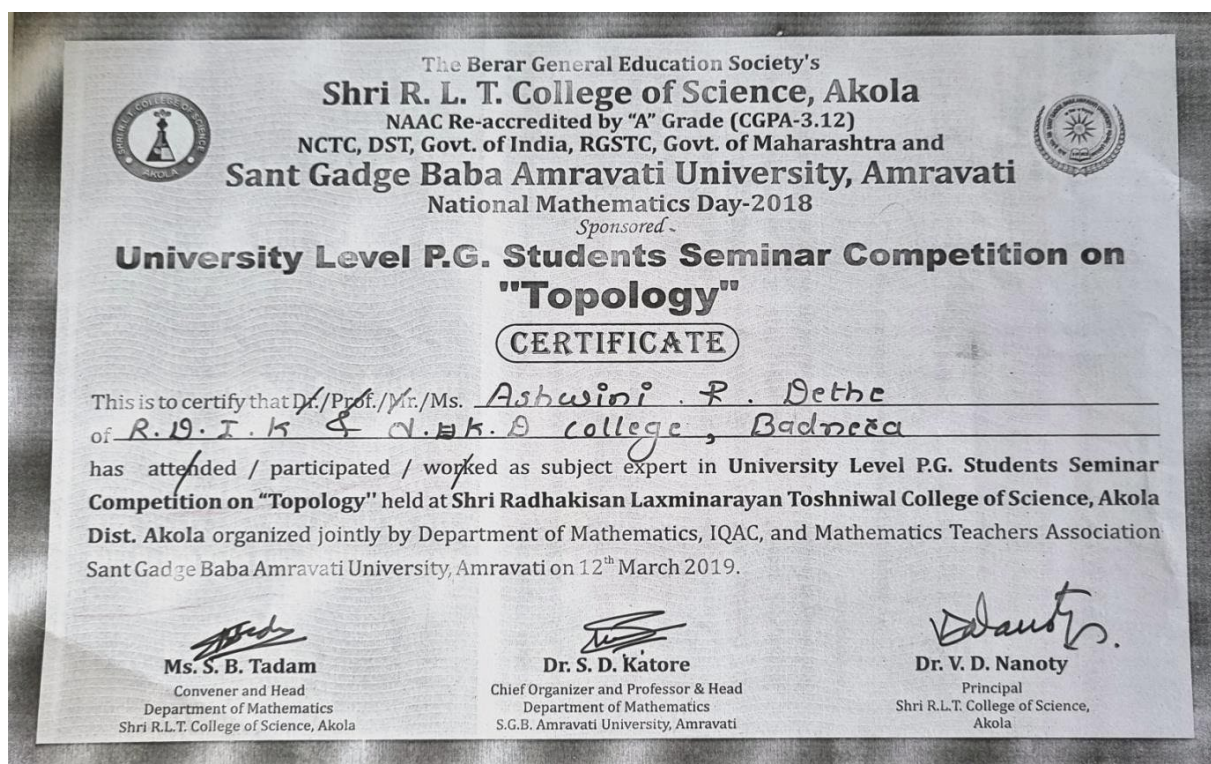 The Berar General Education Society's
Shri R. L. T. College of Science, Akola
NAAC Re-accredited by "A" Grade (CGPA-3.12)
NCTC, DST, Govt. of India, RGSTC, Govt. of Maharashtra and
Sant Gadge Baba Amravati University, Amravati
National Mathematics Day-2018
Sponsored
University Level P.G. Students Seminar Competition on
"Topology"
CERTIFICATE
This is to certify that Dr./Prof./Mr./Ms. Ashwini . R . Dethe
of R.D.I.K & N.K.D college, Badnera
has attended / participated / worked as subject expert in University Level P.G. Students Seminar
Competition on "Topology" held at Shri Radhakisan Laxminarayan Toshniwal College of Science, Akola
Dist. Akola organized jointly by Department of Mathematics, IQAC, and Mathematics Teachers Association
Sant Gadge Baba Amravati University, Amravati on 12th March 2019.
Ms. S. B. Tadam
Convener and Head
Department of Mathematics
Shri R.L.T. College of Science, Akola
Dr. S. D. Katore
Chief Organizer and Professor & Head
Department of Mathematics
S.G.B. Amravati University, Amravati
Dr. V. D. Nanoty
Principal
Shri R.L.T. College of Science,
Akola